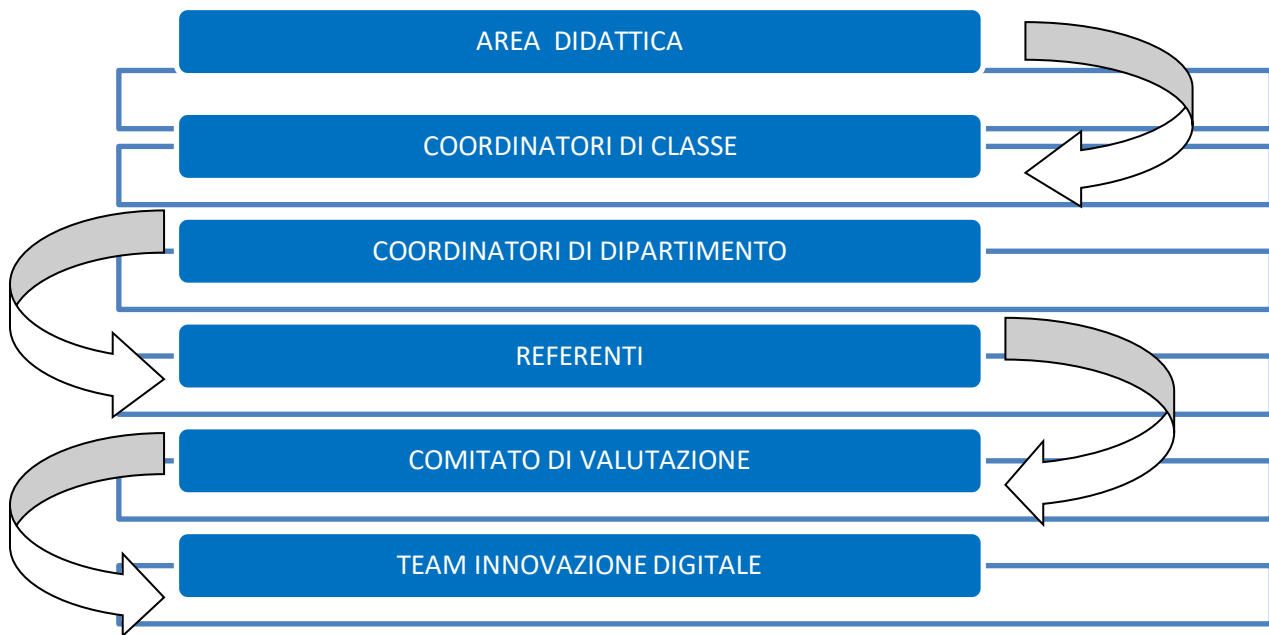 AREA DIDATTICA
COORDINATORI DI CLASSE
COORDINATORI DI DIPARTIMENTO
REFERENTI
COMITATO DI VALUTAZIONE
TEAM INNOVAZIONE DIGITALE